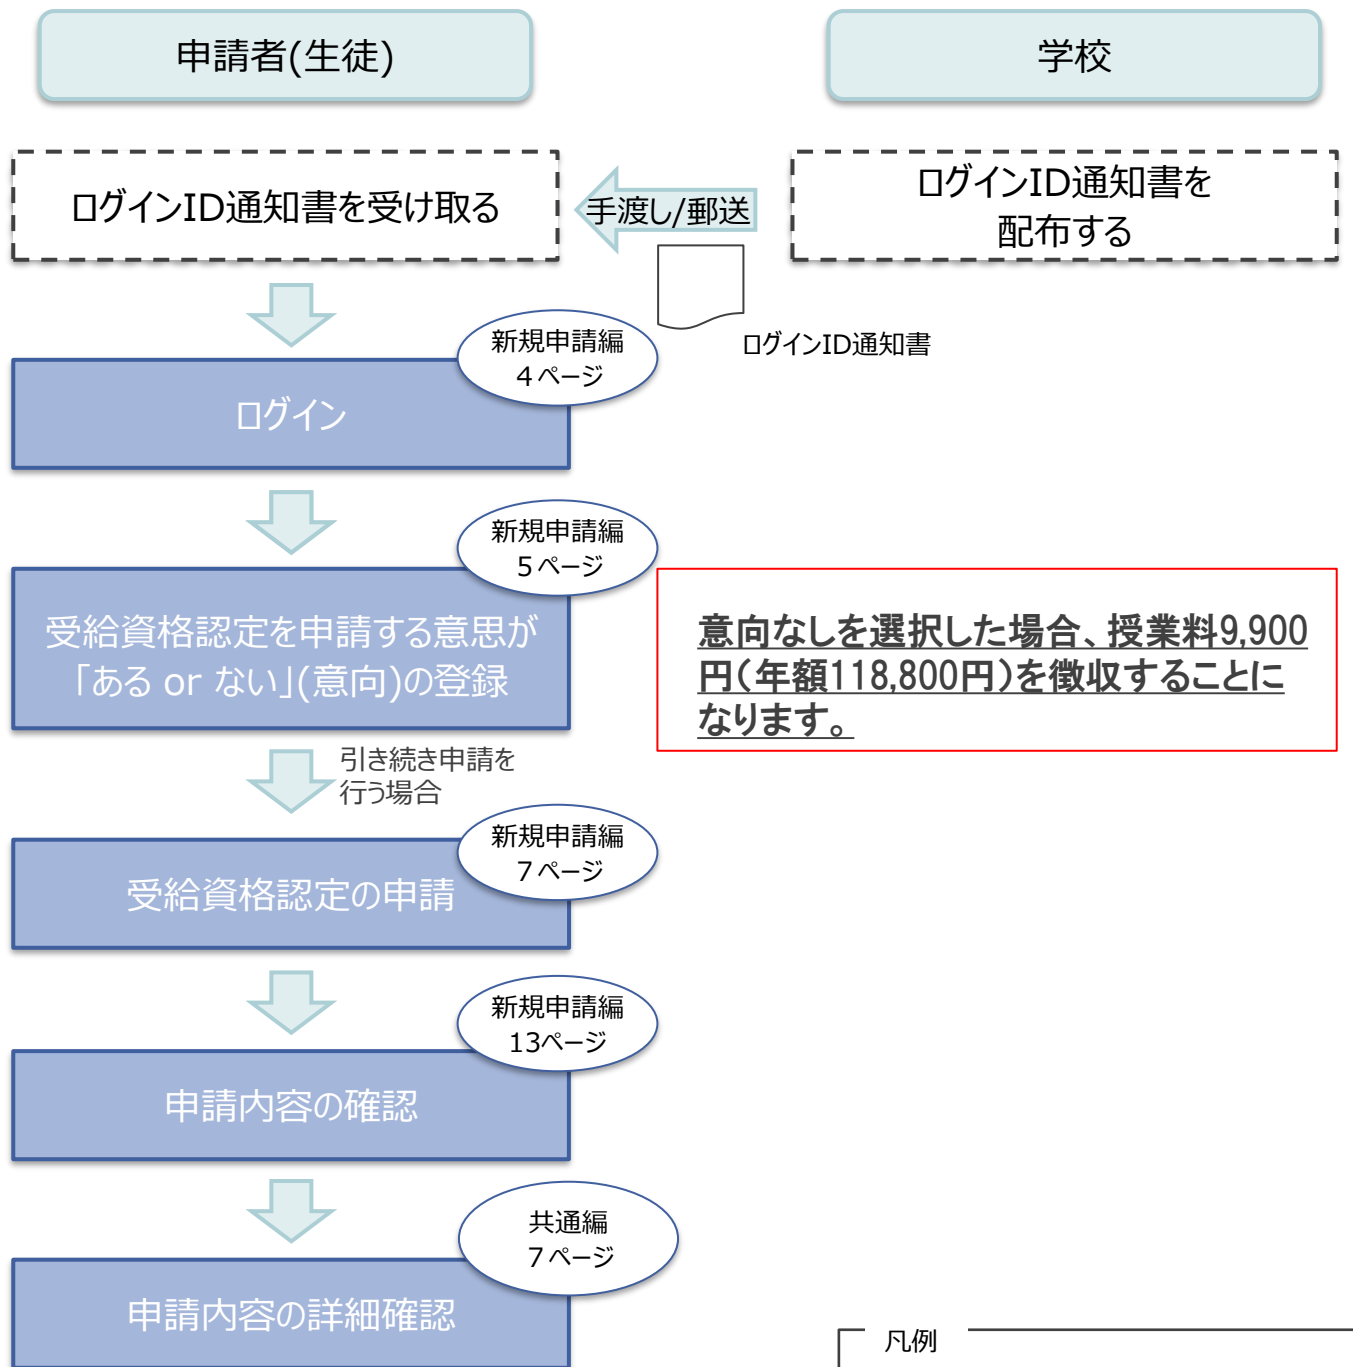 申請者(生徒)
学校
ログインID通知書を受け取る
手渡し/郵送
ログインID通知書を
配布する
ログインID通知書
新規申請編
4ページ
ログイン
新規申請編
5ページ
受給資格認定を申請する意思が
「ある or ない」(意向)の登録
意向なしを選択した場合、授業料9,900
円（年額118,800円）を徴収することに
なります。
引き続き申請を
行う場合
新規申請編
7ページ
受給資格認定の申請
新規申請編
13ページ
申請内容の確認
共通編
7ページ
申請内容の詳細確認
凡例